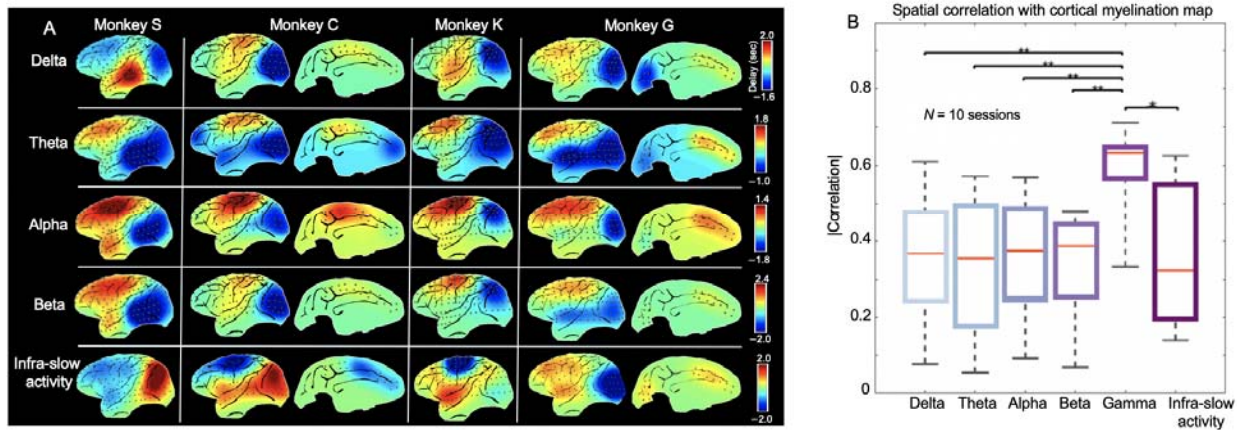 A
Monkey S
Monkey C
Monkey K
Monkey G
Delta
Theta
Alpha
Beta
Infra-slow
activity
2.0
Delay (sec)
−1.6
1.8
−1.0
1.4
−1.8
2.4
−2.0
2.0
−2.0
B
Spatial correlation with cortical myelination map
|Correlation|
0.8
0.6
0.4
0.2
0
**
**
**
**
*
N = 10 sessions
Delta
Theta
Alpha
Beta
Gamma
Infra-slow
activity